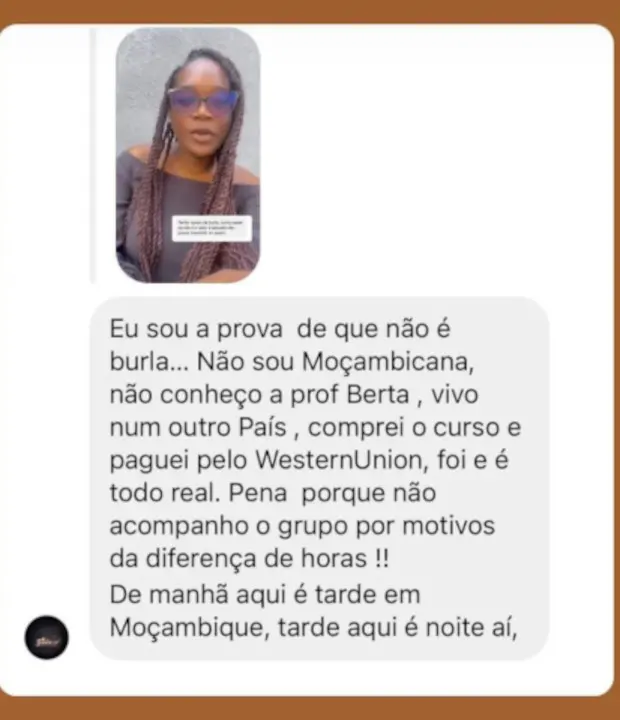 Eu sou a prova  de que não é
burla... Não sou Moçambicana,
não conheço a prof Berta , vivo
num outro País , comprei o curso e
paguei pelo WesternUnion, foi e é
todo real. Pena  porque não
acompanho o grupo por motivos
da diferença de horas !!
De manhã aqui é tarde em
Moçambique, tarde aqui é noite aí,